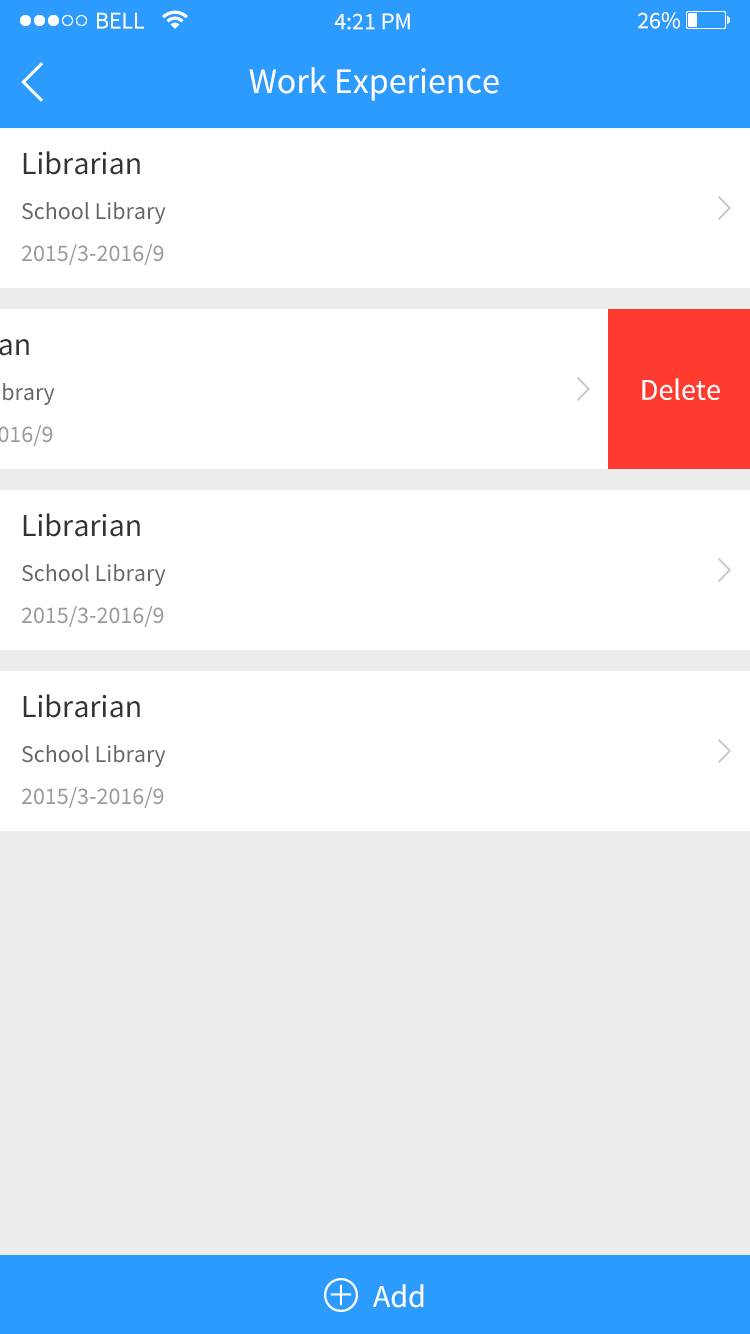 BELL 4:21 PM 26%
Work Experience
Librarian
School Library
2015/3-2016/9
an
brary
016/9
Delete
Librarian
School Library
2015/3-2016/9
Librarian
School Library
2015/3-2016/9
Add